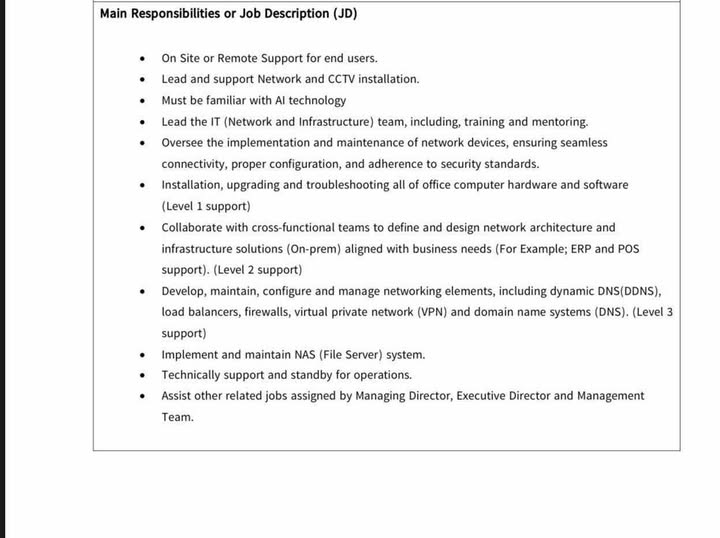 Main Responsibilities or Job Description (JD)
• On Site or Remote Support for end users.
• Lead and support Network and CCTV installation.
• Must be familiar with AI technology
• Lead the IT (Network and Infrastructure) team, including, training and mentoring.
• Oversee the implementation and maintenance of network devices, ensuring seamless
connectivity, proper configuration, and adherence to security standards.
• Installation, upgrading and troubleshooting all of office computer hardware and software
(Level 1 support)
• Collaborate with cross-functional teams to define and design network architecture and
infrastructure solutions (On-prem) aligned with business needs (For Example; ERP and POS
support). (Level 2 support)
• Develop, maintain, configure and manage networking elements, including dynamic DNS(DDNS),
load balancers, firewalls, virtual private network (VPN) and domain name systems (DNS). (Level 3
support)
• Implement and maintain NAS (File Server) system.
• Technically support and standby for operations.
• Assist other related jobs assigned by Managing Director, Executive Director and Management
Team.